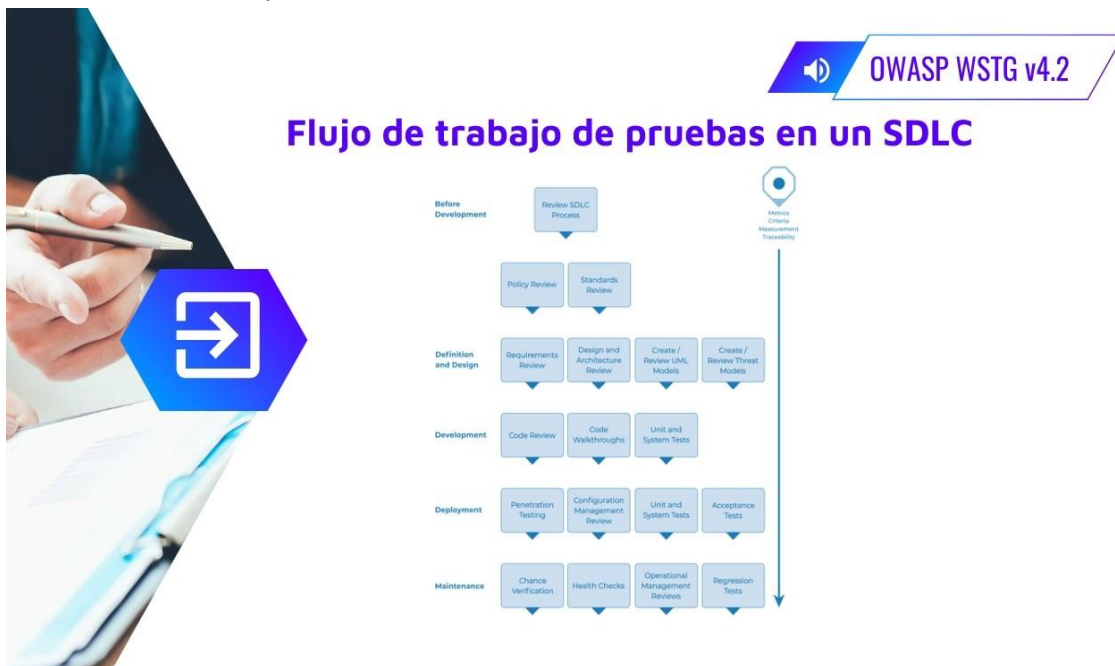 OWASP WSTG v4.2
Flujo de trabajo de pruebas en un SDLC
Before
Development
Review SDLC
Process
Metrics
Criteria
Measurement
Traceability
Policy Review
Standards
Review
Definition
and Design
Requirements
Review
Design and
Architecture
Review
Create /
Review UML
Models
Create /
Review Threat
Models
Development
Code Review
Code
Walkthroughs
Unit and
System Tests
Deployment
Penetration
Testing
Configuration
Management
Review
Unit and
System Tests
Acceptance
Tests
Maintenance
Chance
Verification
Health Checks
Operational
Management
Reviews
Regression
Tests